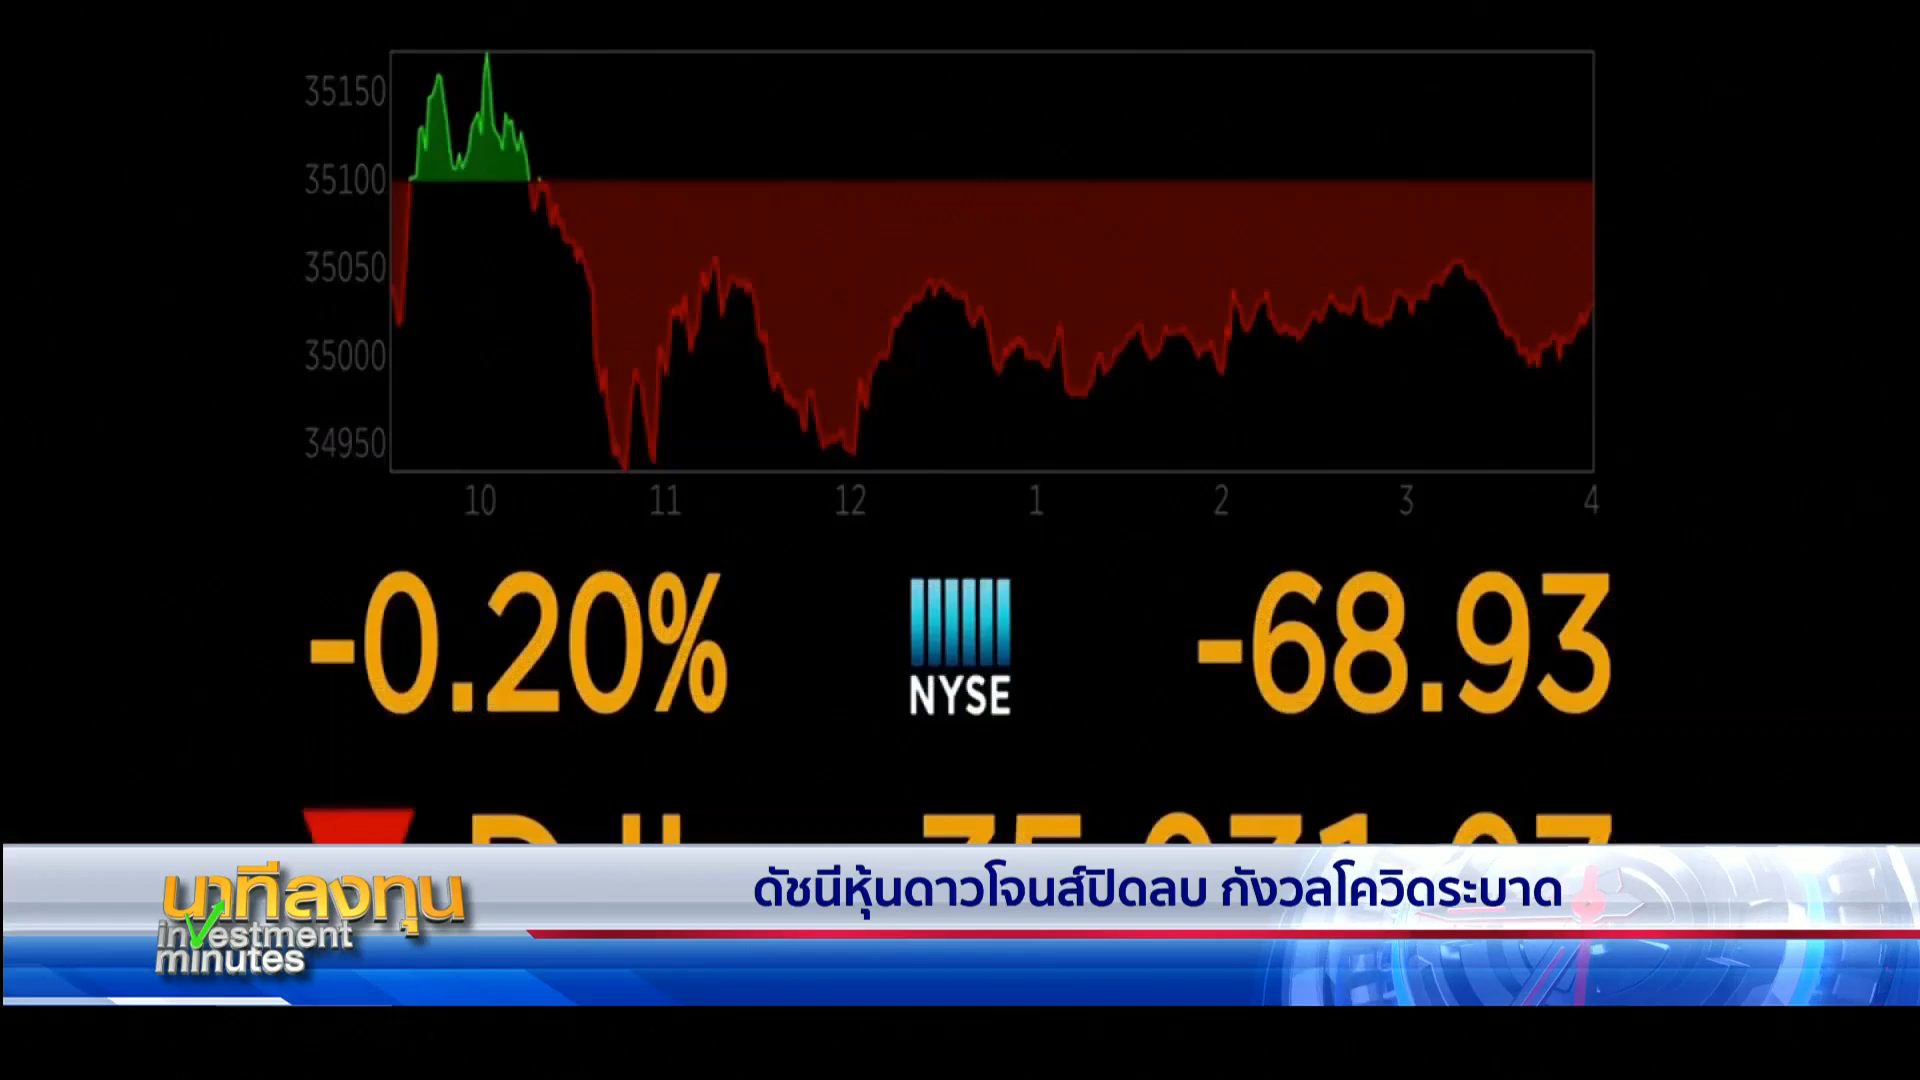 35150
35100
35050
35000
34950
10 11 12 1 2 3 4
-0.20% NYSE -68.93
ดัชนีหุ้นดาวโจนส์ปิดลบ กังวลโควิดระบาด
นาทีลงทุน
investment
minutes